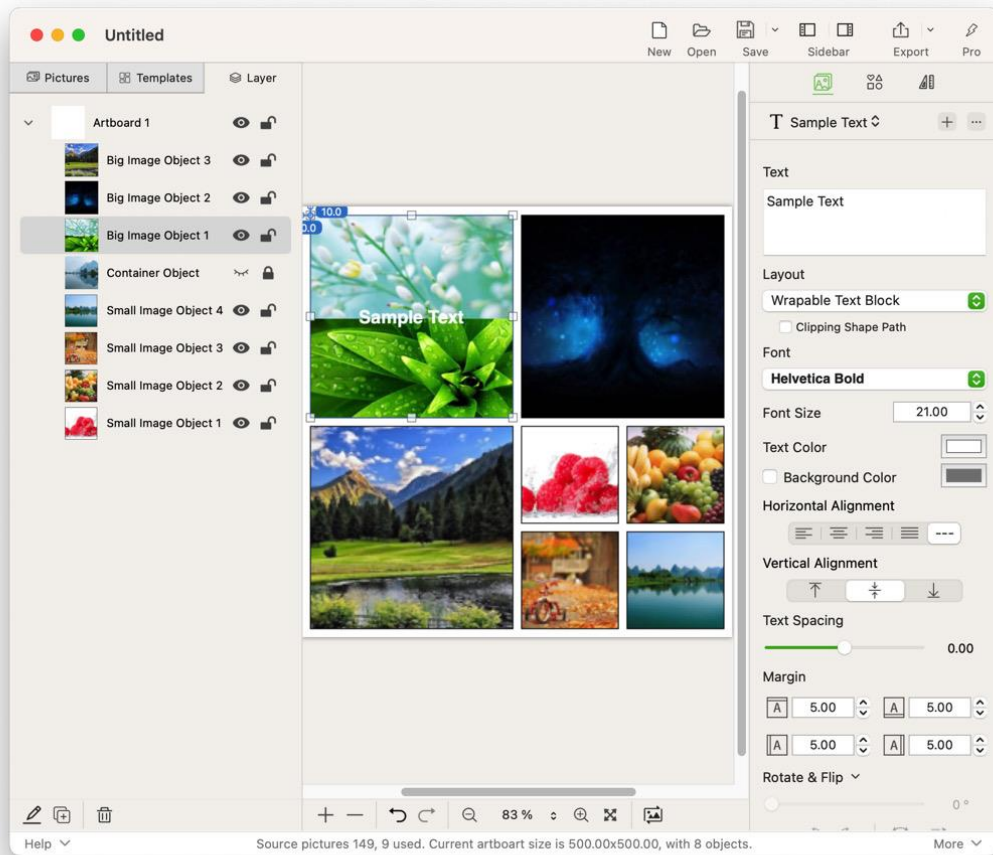 Untitled
New Open Save Sidebar Export Pro
Pictures Templates Layer
Artboard 1
Big Image Object 3
Big Image Object 2
Big Image Object 1
Container Object
Small Image Object 4
Small Image Object 3
Small Image Object 2
Small Image Object 1
10.0
0.0
Sample Text
T Sample Text
Text
Sample Text
Layout
Wrapable Text Block
Clipping Shape Path
Font
Helvetica Bold
Font Size 21.00
Text Color
Background Color
Horizontal Alignment
Vertical Alignment
Text Spacing
0.00
Margin
A 5.00 A 5.00
A 5.00 A 5.00
Rotate & Flip
0 °
83 %
Help Source pictures 149, 9 used. Current artboart size is 500.00x500.00, with 8 objects. More